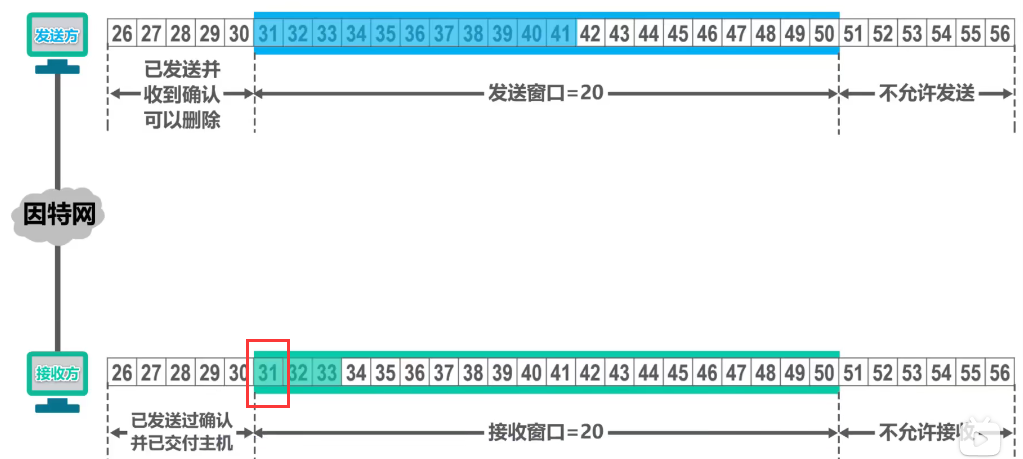 发送方
26 27 28 29 30 31 32 33 34 35 36 37 38 39 40 41 42 43 44 45 46 47 48 49 50 51 52 53 54 55 56
已发送并
收到确认
可以删除
发送窗口=20
不允许发送
因特网
接收方
26 27 28 29 30 31 32 33 34 35 36 37 38 39 40 41 42 43 44 45 46 47 48 49 50 51 52 53 54 55 56
已发送过确认
并已交付主机
接收窗口=20
不允许接收